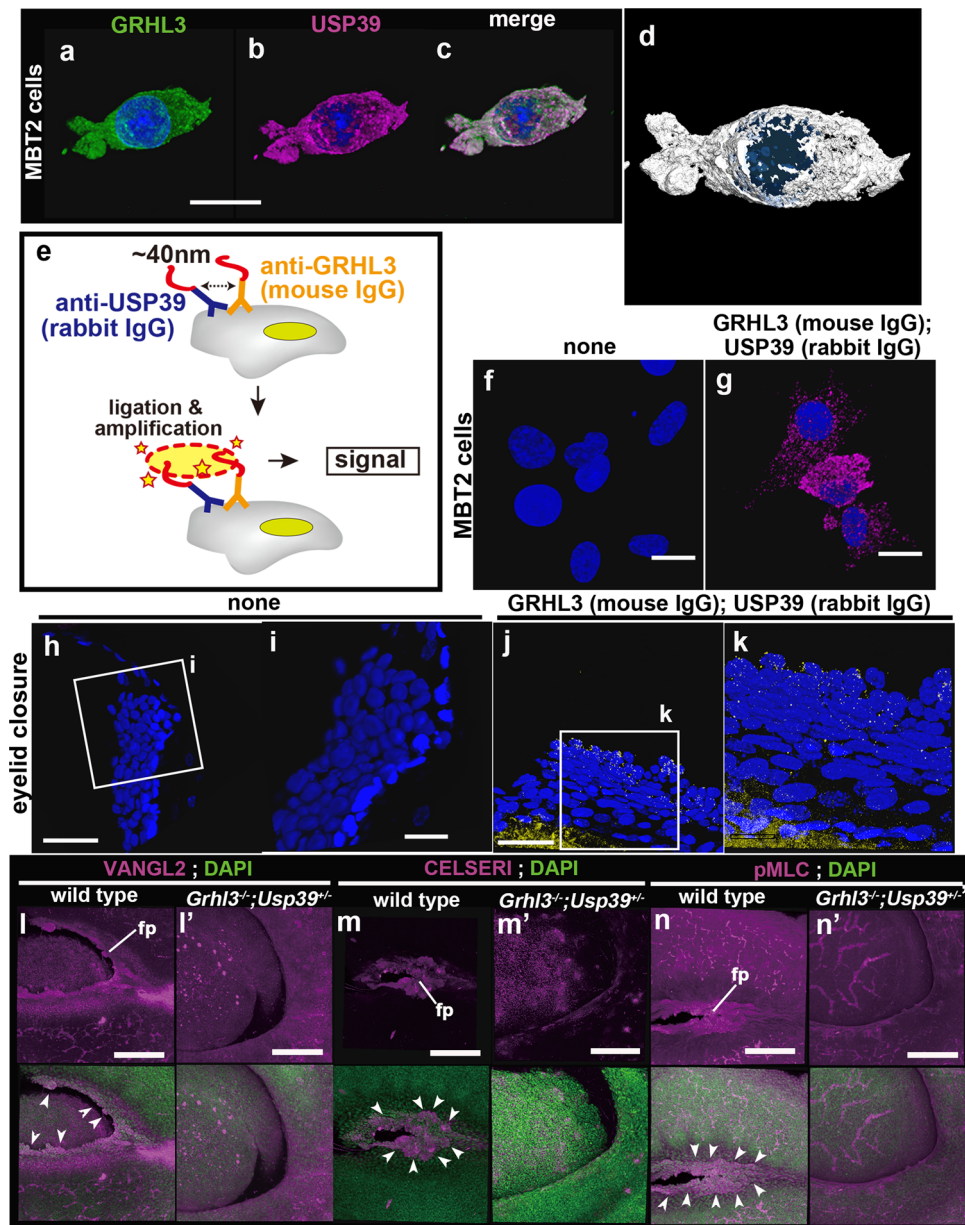 GRHL3 USP39 merge
a b c d
MBT2 cells
e
~40nm
anti-GRHL3
(mouse IgG)
anti-USP39
(rabbit IgG)
ligation &
amplification
signal
none
GRHL3 (mouse IgG);
USP39 (rabbit IgG)
f g
MBT2 cells
none
GRHL3 (mouse IgG); USP39 (rabbit IgG)
h i i j k k
eyelid closure
VANGL2 ; DAPI CELSERI ; DAPI pMLC ; DAPI
wild type Grhl3-/-;Usp39+/- wild type Grhl3-/-;Usp39+/- wild type Grhl3-/-;Usp39+/-
l l’ m m’ n n’
fp fp fp